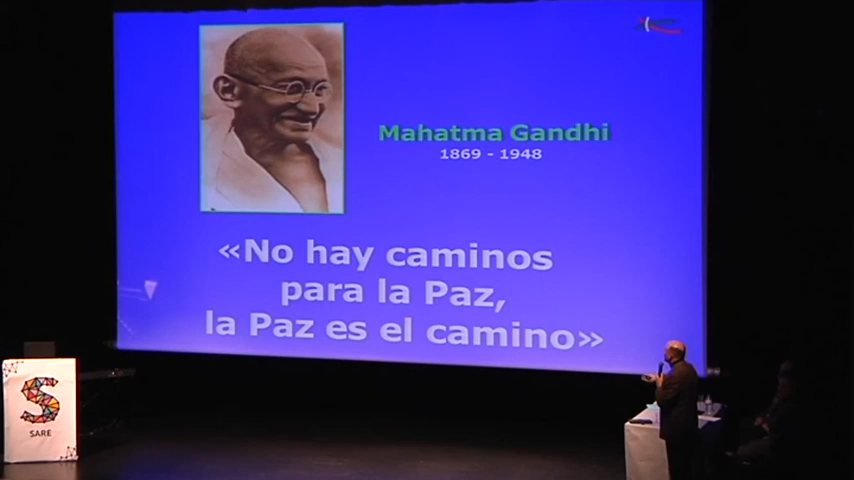 Mahatma Gandhi
1869 - 1948
«No hay caminos
para la Paz,
la Paz es el camino»
S
SARE